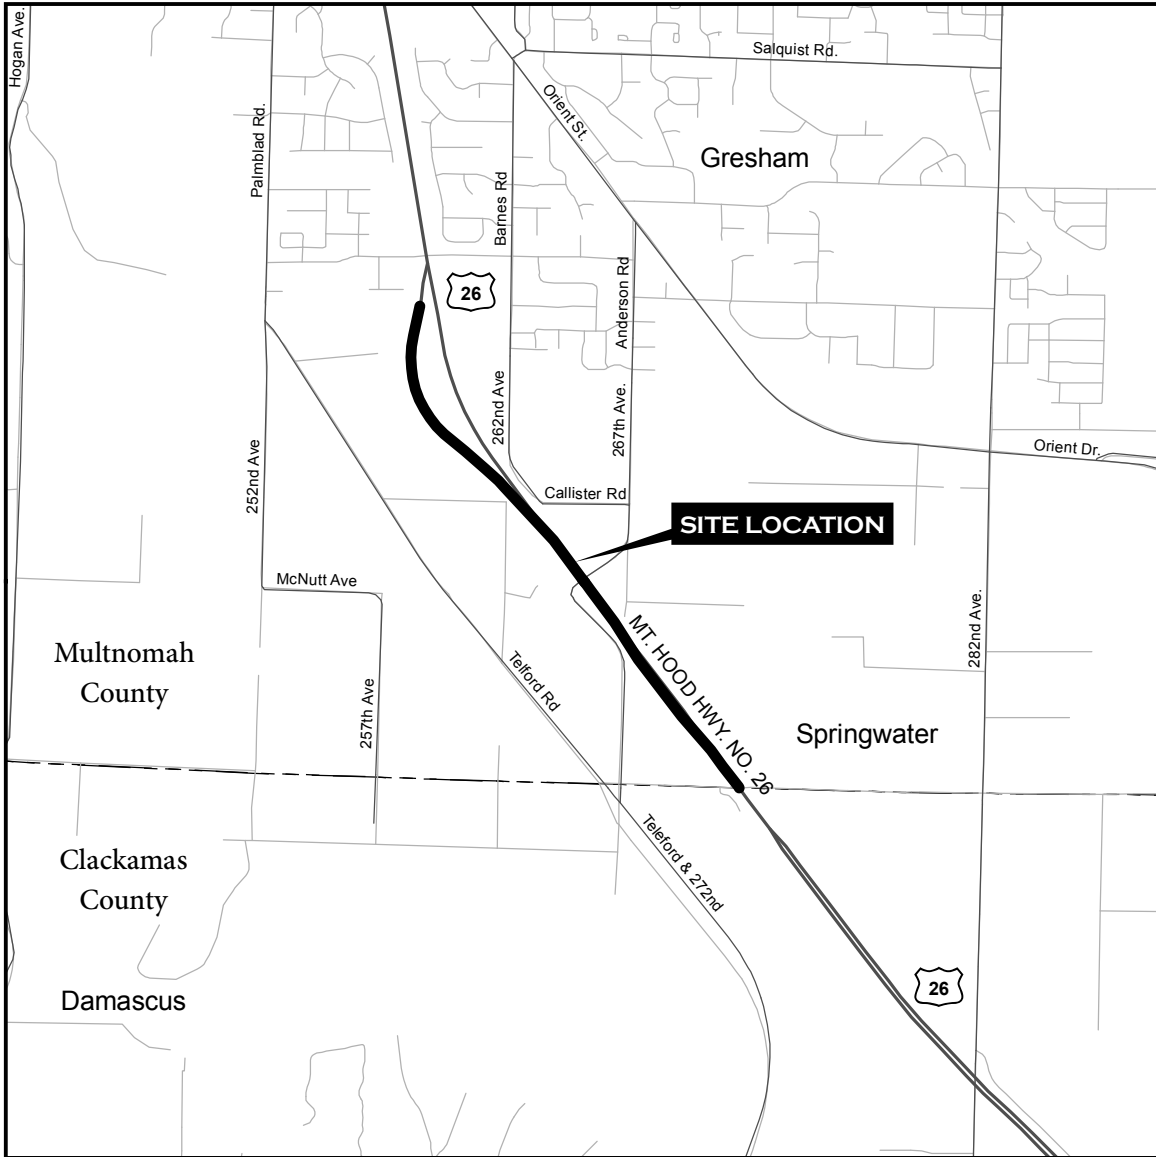 Hogan Ave.
Salquist Rd.
Orient St.
Palmblad Rd.
Gresham
Barnes Rd
26
Anderson Rd
262nd Ave
267th Ave.
Orient Dr.
252nd Ave
Callister Rd
SITE LOCATION
McNutt Ave
282nd Ave.
Multnomah
County
MT. HOOD HWY. NO. 26
Telford Rd
257th Ave
Springwater
Clackamas
County
Teleford & 272nd
Damascus
26